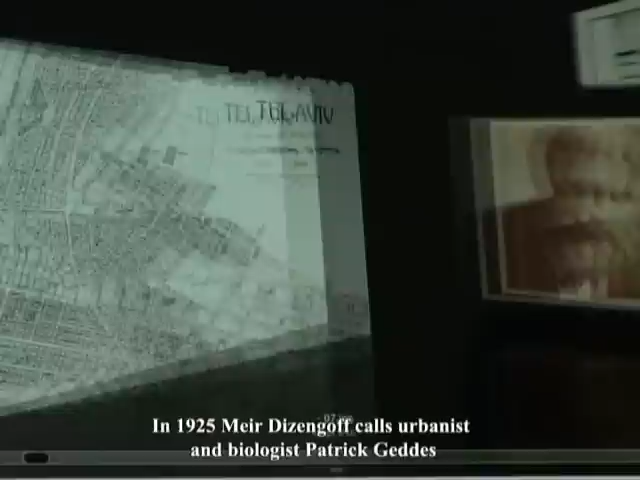 TEL-AVIV
In 1925 Meir Dizengoff calls urbanist
and biologist Patrick Geddes